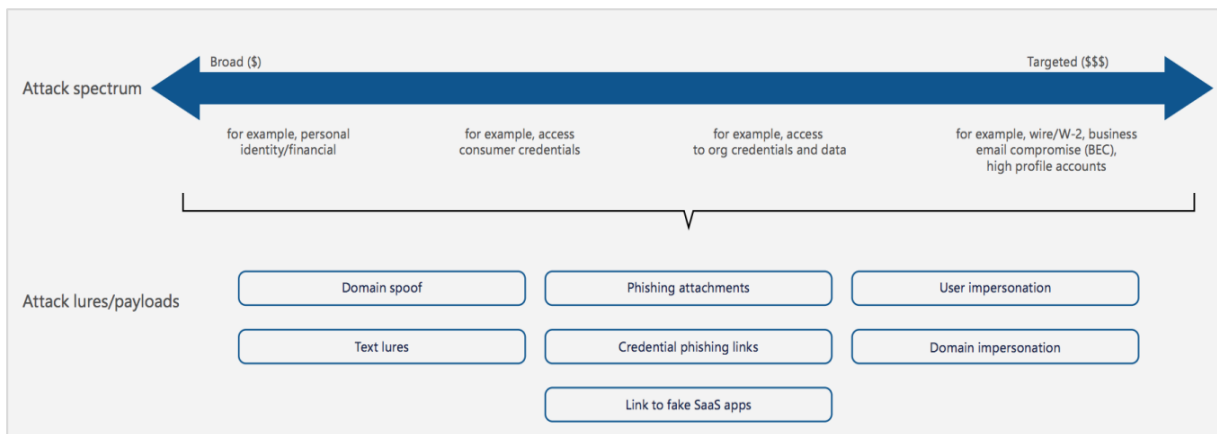 Broad ($)
Targeted ($$$)
Attack spectrum
for example, personal
identity/financial
for example, access
consumer credentials
for example, access
to org credentials and data
for example, wire/W-2, business
email compromise (BEC),
high profile accounts
Attack lures/payloads
Domain spoof
Phishing attachments
User impersonation
Text lures
Credential phishing links
Domain impersonation
Link to fake SaaS apps